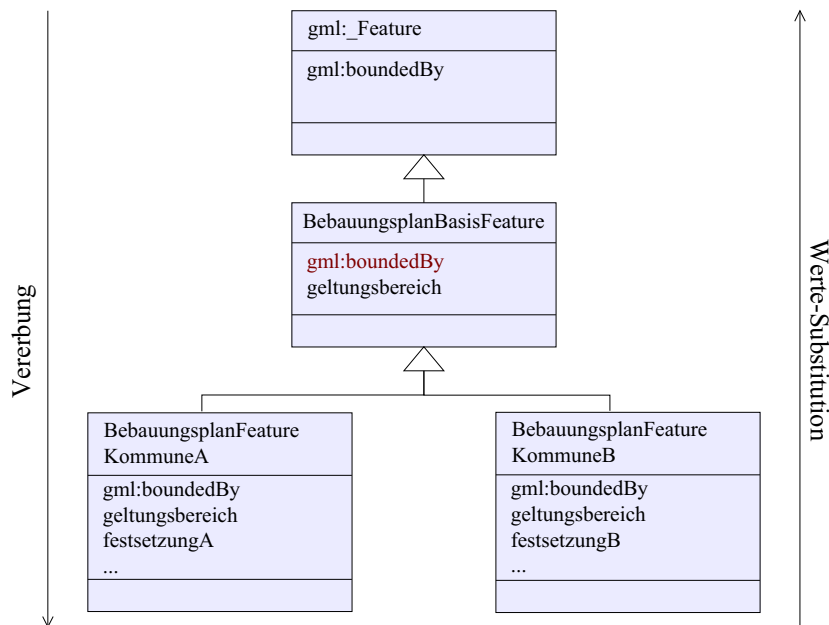 gml:_Feature
gml:boundedBy
BebauungsplanBasisFeature
gml:boundedBy
geltungsbereich
Vererbung
Werte-Substitution
BebauungsplanFeature
KommuneA
gml:boundedBy
geltungsbereich
festsetzungA
...
BebauungsplanFeature
KommuneB
gml:boundedBy
geltungsbereich
festsetzungB
...